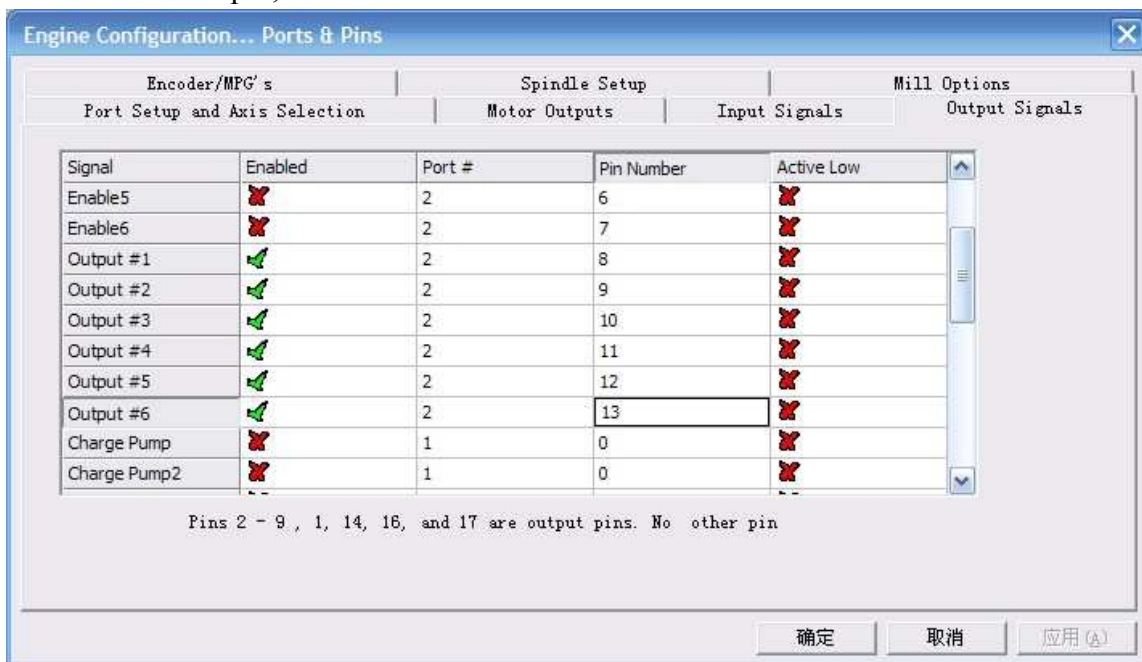 Engine Configuration... Ports & Pins
Encoder/MPG's Spindle Setup Mill Options
Port Setup and Axis Selection Motor Outputs Input Signals Output Signals
Signal Enabled Port # Pin Number Active Low
Enable5 2 6
Enable6 2 7
Output #1 2 8
Output #2 2 9
Output #3 2 10
Output #4 2 11
Output #5 2 12
Output #6 2 13
Charge Pump 1 0
Charge Pump2 1 0
Pins 2 - 9 , 1, 14, 16, and 17 are output pins. No other pin
确定 取消 应用(A)